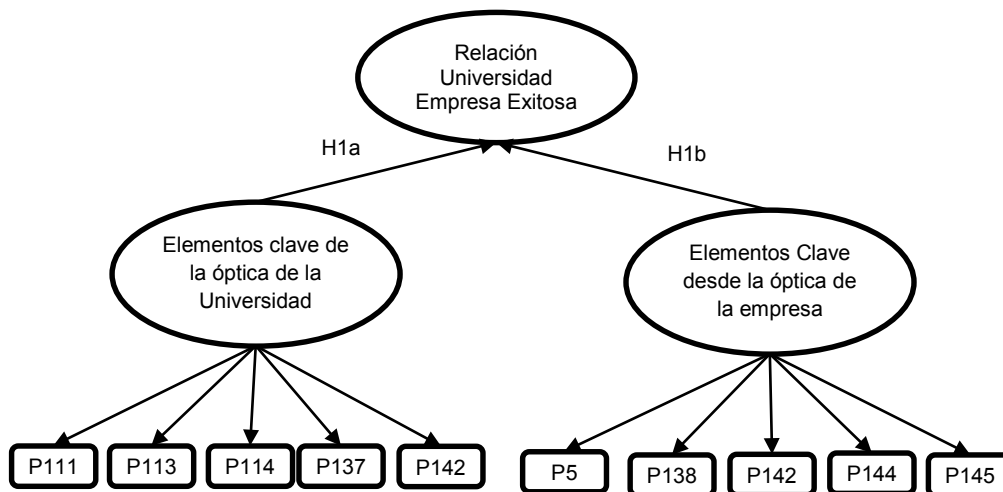 Relación
Universidad
Empresa Exitosa
H1a
H1b
Elementos clave de
la óptica de la
Universidad
Elementos Clave
desde la óptica de
la empresa
P111
P113
P114
P137
P142
P5
P138
P142
P144
P145